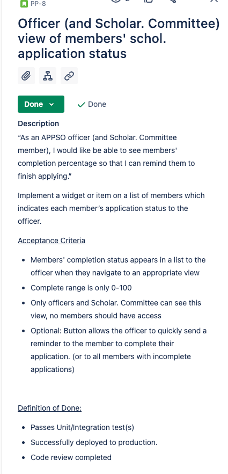 PP-8
Officer (and Scholar. Committee)
view of members' schol.
application status
Done
Done
Description
"As an APPSO officer (and Scholar. Committee
member), I would like be able to see members'
completion percentage so that I can remind them to
finish applying."
Implement a widget or item on a list of members which
indicates each member's application status to the
officer.
Acceptance Criteria
Members' completion status appears in a list to the
officer when they navigate to an appropriate view
Complete range is only 0-100
Only officers and Scholar. Committee can see this
view, no members should have access
Optional: Button allows the officer to quickly send a
reminder to the member to complete their
application. (or to all members with incomplete
applications)
Definition of Done:
Passes Unit/Integration test(s)
Successfully deployed to production.
Code review completed